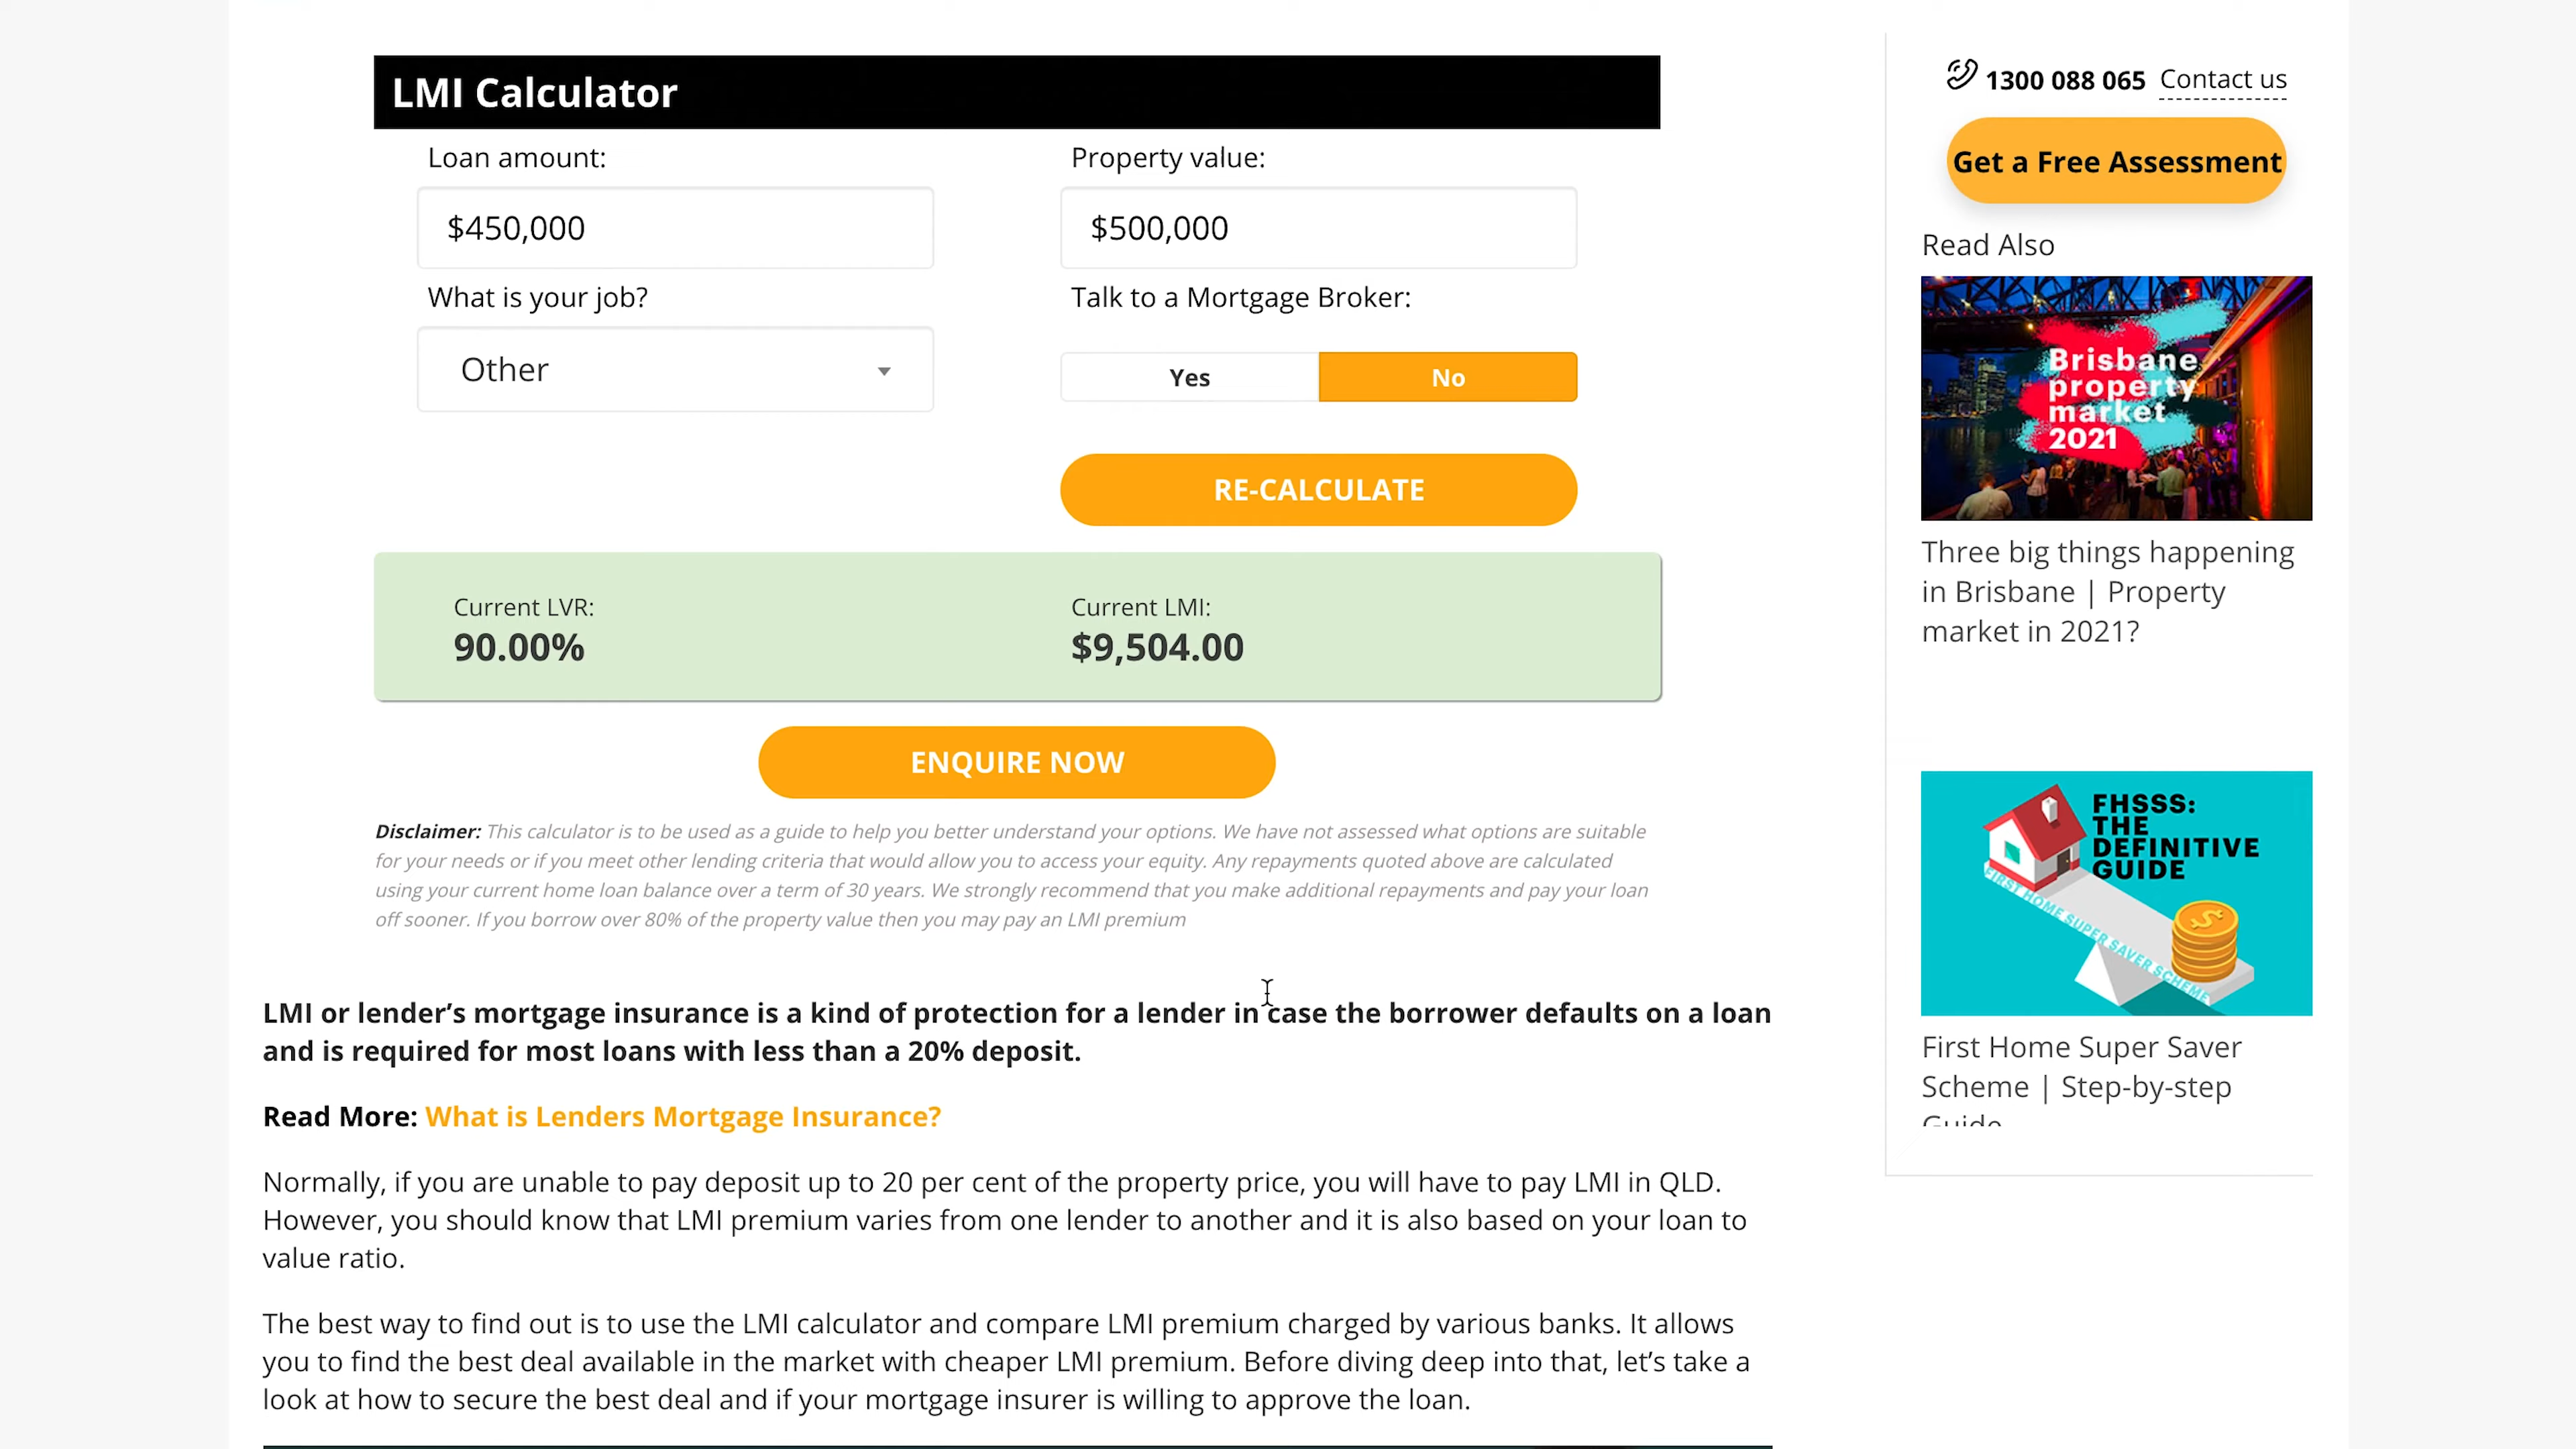 LMI Calculator
Loan amount:
Property value:
$450,000
$500,000
What is your job?
Talk to a Mortgage Broker:
Other
Yes
No
RE-CALCULATE
Current LVR:
90.00%
Current LMI:
$9,504.00
ENQUIRE NOW
Disclaimer: This calculator is to be used as a guide to help you better understand your options. We have not assessed what options are suitable
for your needs or if you meet other lending criteria that would allow you to access your equity. Any repayments quoted above are calculated
using your current home loan balance over a term of 30 years. We strongly recommend that you make additional repayments and pay your loan
off sooner. If you borrow over 80% of the property value then you may pay an LMI premium
LMI or lender’s mortgage insurance is a kind of protection for a lender in case the borrower defaults on a loan
and is required for most loans with less than a 20% deposit.
Read More: What is Lenders Mortgage Insurance?
Normally, if you are unable to pay deposit up to 20 per cent of the property price, you will have to pay LMI in QLD.
However, you should know that LMI premium varies from one lender to another and it is also based on your loan to
value ratio.
The best way to find out is to use the LMI calculator and compare LMI premium charged by various banks. It allows
you to find the best deal available in the market with cheaper LMI premium. Before diving deep into that, let’s take a
look at how to secure the best deal and if your mortgage insurer is willing to approve the loan.
1300 088 065 Contact us
Get a Free Assessment
Read Also
Brisbane
property
market
2021
Three big things happening
in Brisbane | Property
market in 2021?
FHSSS:
THE
DEFINITIVE
GUIDE
FIRST HOME SUPER SAVER SCHEME
First Home Super Saver
Scheme | Step-by-step
Guide